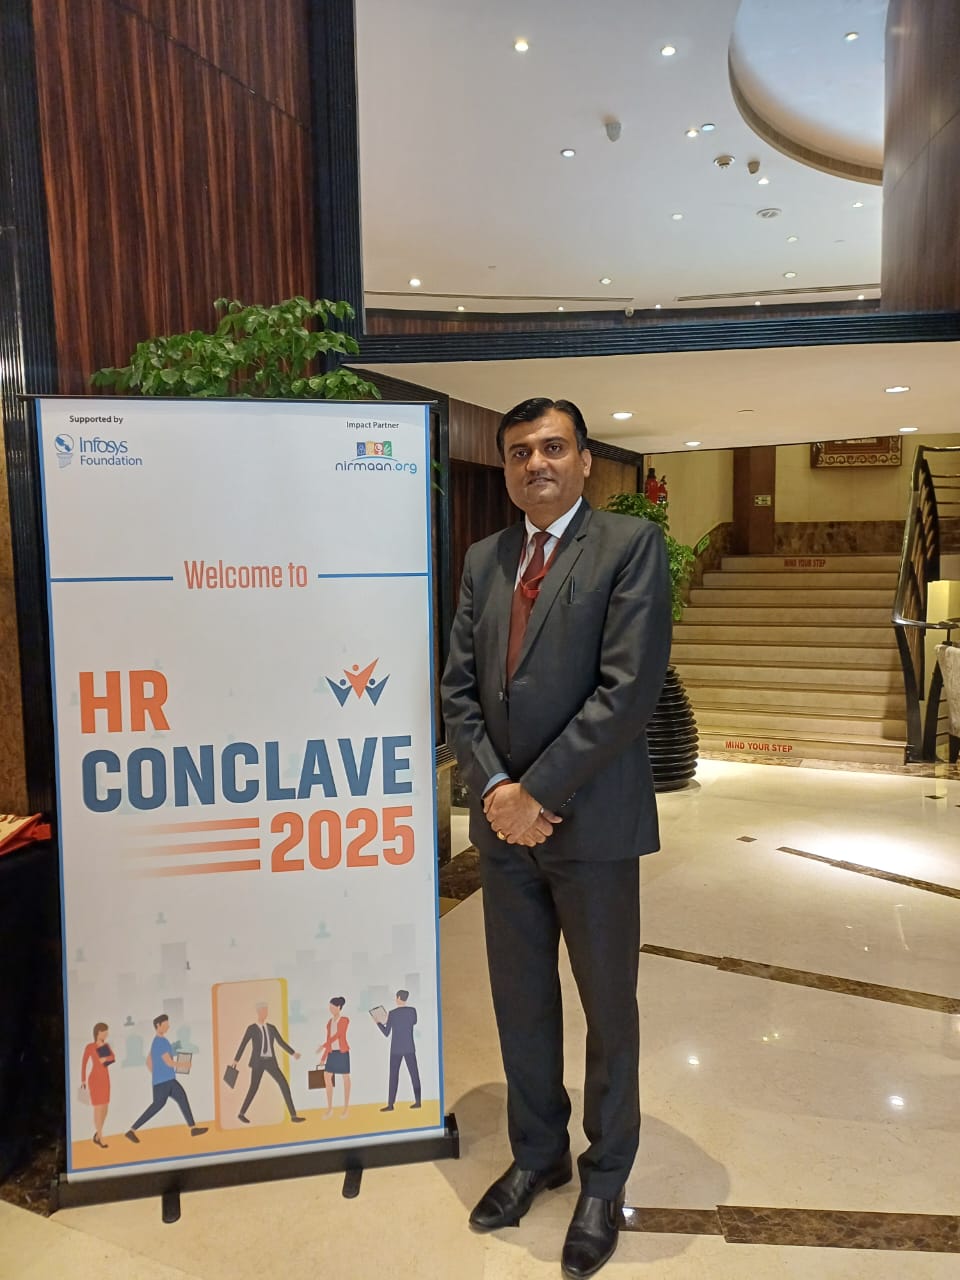 Supported by
Infosys
Foundation
Impact Partner
nirmaan.org
Welcome to
HR
CONCLAVE
2025
MIND YOUR STEP
MIND YOUR STEP